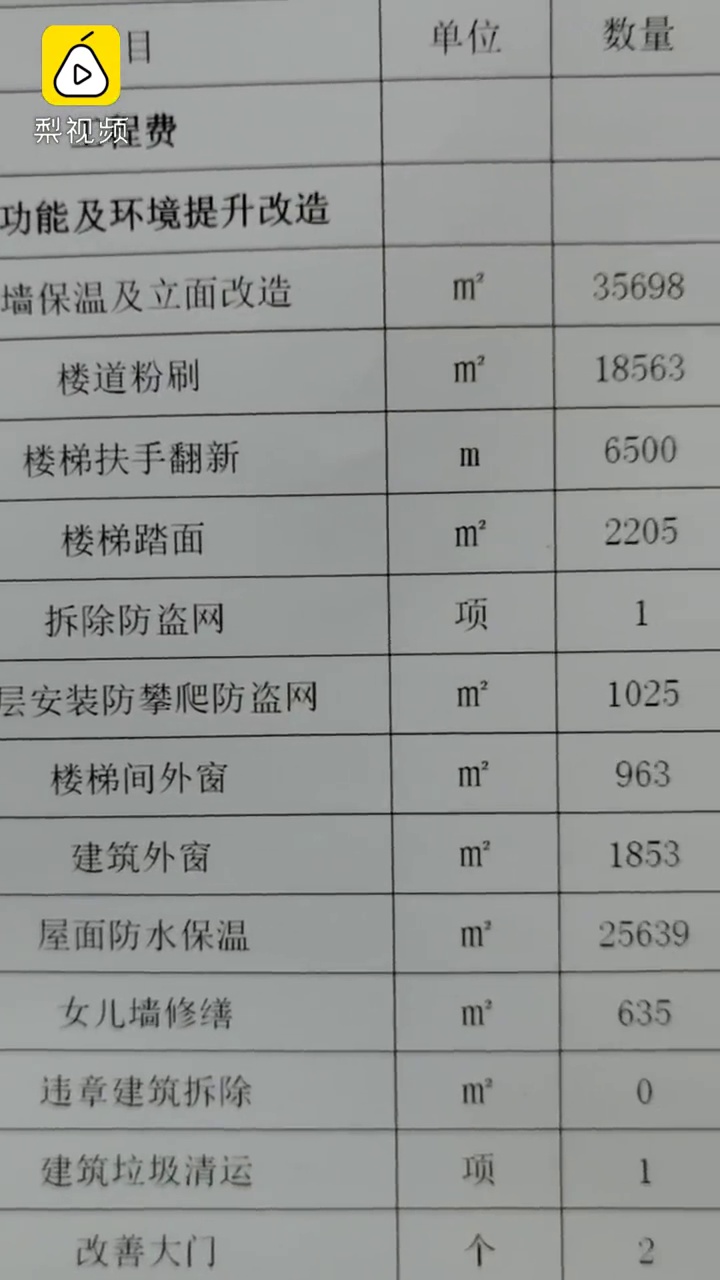 梨视频
目 单位 数量
程费
功能及环境提升改造
墙保温及立面改造 m² 35698
楼道粉刷 m² 18563
楼梯扶手翻新 m 6500
楼梯踏面 m² 2205
拆除防盗网 项 1
层安装防攀爬防盗网 m² 1025
楼梯间外窗 m² 963
建筑外窗 m² 1853
屋面防水保温 m² 25639
女儿墙修缮 m² 635
违章建筑拆除 m² 0
建筑垃圾清运 项 1
改善大门 个 2